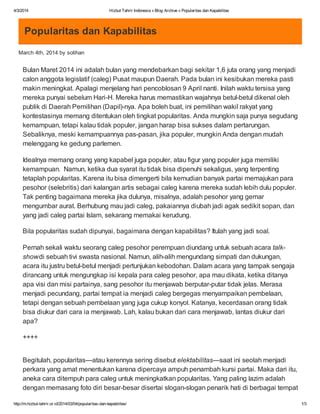 4/3/2014 Hizbut Tahrir Indonesia » Blog Archive » Popularitas dan Kapabilitas
Popularitas dan Kapabilitas
March 4th, 2014 by solihan
Bulan Maret 2014 ini adalah bulan yang mendebarkan bagi sekitar 1,6 juta orang yang menjadi
calon anggota legislatif (caleg) Pusat maupun Daerah. Pada bulan ini kesibukan mereka pasti
makin meningkat. Apalagi menjelang hari pencoblosan 9 April nanti. Inilah waktu tersisa yang
mereka punyai sebelum Hari-H. Mereka harus memastikan wajahnya betul-betul dikenal oleh
publik di Daerah Pemilihan (Dapil)-nya. Apa boleh buat, ini pemilihan wakil rakyat yang
kontestasinya memang ditentukan oleh tingkat popularitas. Anda mungkin saja punya segudang
kemampuan, tetapi kalau tidak populer, jangan harap bisa sukses dalam pertarungan.
Sebaliknya, meski kemampuannya pas-pasan, jika populer, mungkin Anda dengan mudah
melenggang ke gedung parlemen.
Idealnya memang orang yang kapabel juga populer, atau figur yang populer juga memiliki
kemampuan. Namun, ketika dua syarat itu tidak bisa dipenuhi sekaligus, yang terpenting
tetaplah popularitas. Karena itu bisa dimengerti bila kemudian banyak partai memajukan para
pesohor (selebritis) dari kalangan artis sebagai caleg karena mereka sudah lebih dulu populer.
Tak penting bagaimana mereka jika dulunya, misalnya, adalah pesohor yang gemar
mengumbar aurat. Berhubung mau jadi caleg, pakaiannya diubah jadi agak sedikit sopan, dan
yang jadi caleg partai Islam, sekarang memakai kerudung.
Bila popularitas sudah dipunyai, bagaimana dengan kapabilitas? Itulah yang jadi soal.
Pernah sekali waktu seorang caleg pesohor perempuan diundang untuk sebuah acara talk-
showdi sebuah tivi swasta nasional. Namun, alih-alih mengundang simpati dan dukungan,
acara itu justru betul-betul menjadi pertunjukan kebodohan. Dalam acara yang tampak sengaja
dirancang untuk mengungkap isi kepala para caleg pesohor, apa mau dikata, ketika ditanya
apa visi dan misi partainya, sang pesohor itu menjawab berputar-putar tidak jelas. Merasa
menjadi pecundang, partai tempat ia menjadi caleg bergegas menyampaikan pembelaan,
tetapi dengan sebuah pembelaan yang juga cukup konyol. Katanya, kecerdasan orang tidak
bisa diukur dari cara ia menjawab. Lah, kalau bukan dari cara menjawab, lantas diukur dari
apa?
++++
Begitulah, popularitas—atau kerennya sering disebut elektabilitas—saat ini seolah menjadi
perkara yang amat menentukan karena dipercaya ampuh penambah kursi partai. Maka dari itu,
aneka cara ditempuh para caleg untuk meningkatkan popularitas. Yang paling lazim adalah
dengan memasang foto diri besar-besar disertai slogan-slogan penarik hati di berbagai tempat
http://m.hizbut-tahrir.or.id/2014/03/04/popularitas-dan-kapabilitas/ 1/3